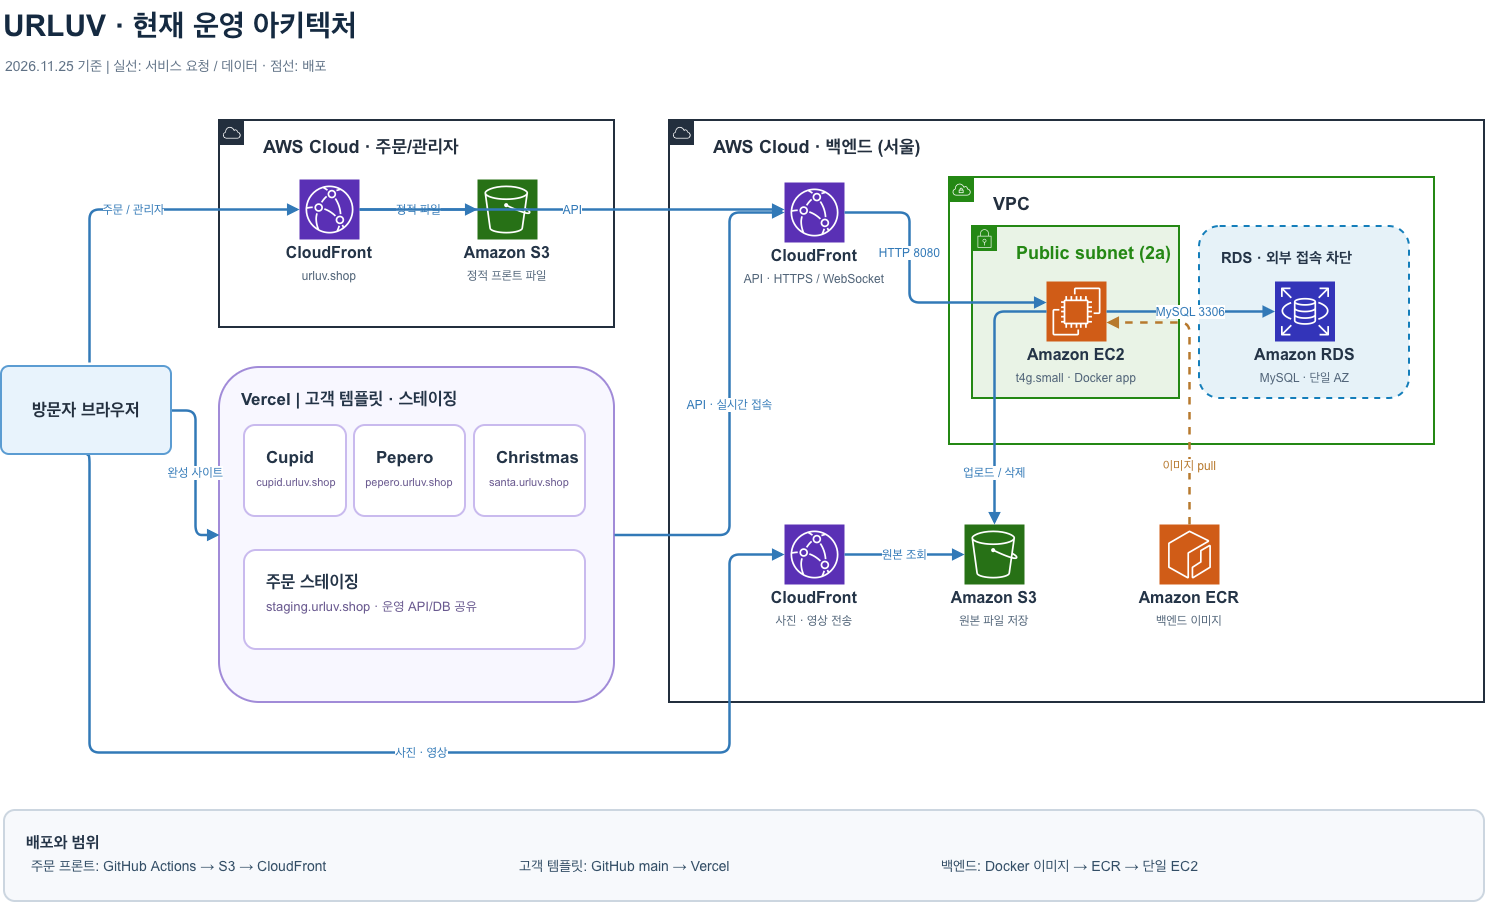 URLUV · 현재 운영 아키텍처
2026.11.25 기준 | 실선: 서비스 요청 / 데이터 · 점선: 배포
AWS Cloud · 주문/관리자
주문 / 관리자
CloudFront
urluv.shop
정적 파일
Amazon S3
정적 프론트 파일
API
AWS Cloud · 백엔드 (서울)
CloudFront
API · HTTPS / WebSocket
HTTP 8080
VPC
Public subnet (2a)
Amazon EC2
t4g.small · Docker app
MySQL 3306
RDS · 외부 접속 차단
Amazon RDS
MySQL · 단일 AZ
방문자 브라우저
완성 사이트
Vercel | 고객 템플릿 · 스테이징
Cupid
cupid.urluv.shop
Pepero
pepero.urluv.shop
Christmas
santa.urluv.shop
주문 스테이징
staging.urluv.shop · 운영 API/DB 공유
API · 실시간 접속
업로드 / 삭제
이미지 pull
CloudFront
사진 · 영상 전송
원본 조회
Amazon S3
원본 파일 저장
Amazon ECR
백엔드 이미지
사진 · 영상
배포와 범위
주문 프론트: GitHub Actions → S3 → CloudFront
고객 템플릿: GitHub main → Vercel
백엔드: Docker 이미지 → ECR → 단일 EC2